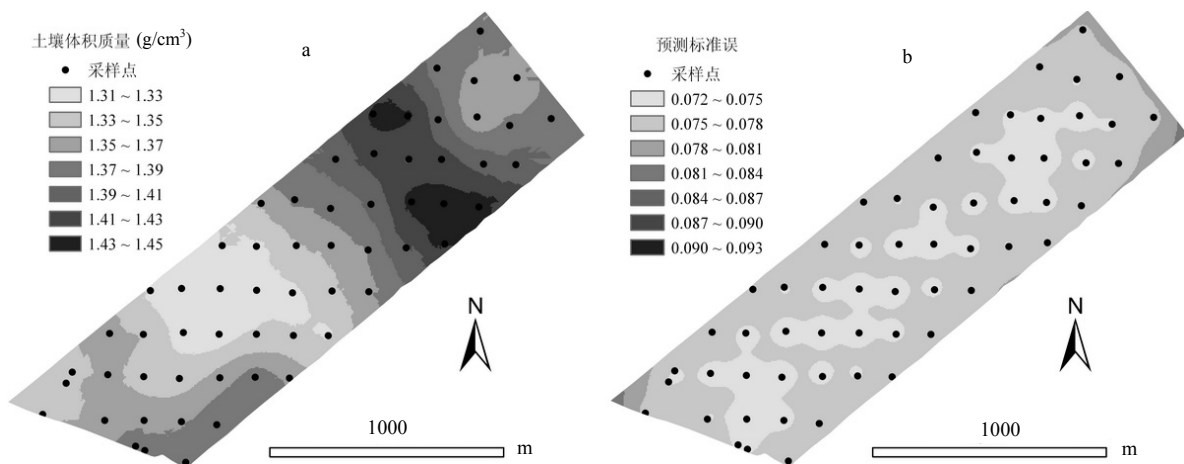 土壤体积质量 (g/cm³)
a
采样点
1.31 ~ 1.33
1.33 ~ 1.35
1.35 ~ 1.37
1.37 ~ 1.39
1.39 ~ 1.41
1.41 ~ 1.43
1.43 ~ 1.45
N
1000
m
预测标准误
b
采样点
0.072 ~ 0.075
0.075 ~ 0.078
0.078 ~ 0.081
0.081 ~ 0.084
0.084 ~ 0.087
0.087 ~ 0.090
0.090 ~ 0.093
N
1000
m